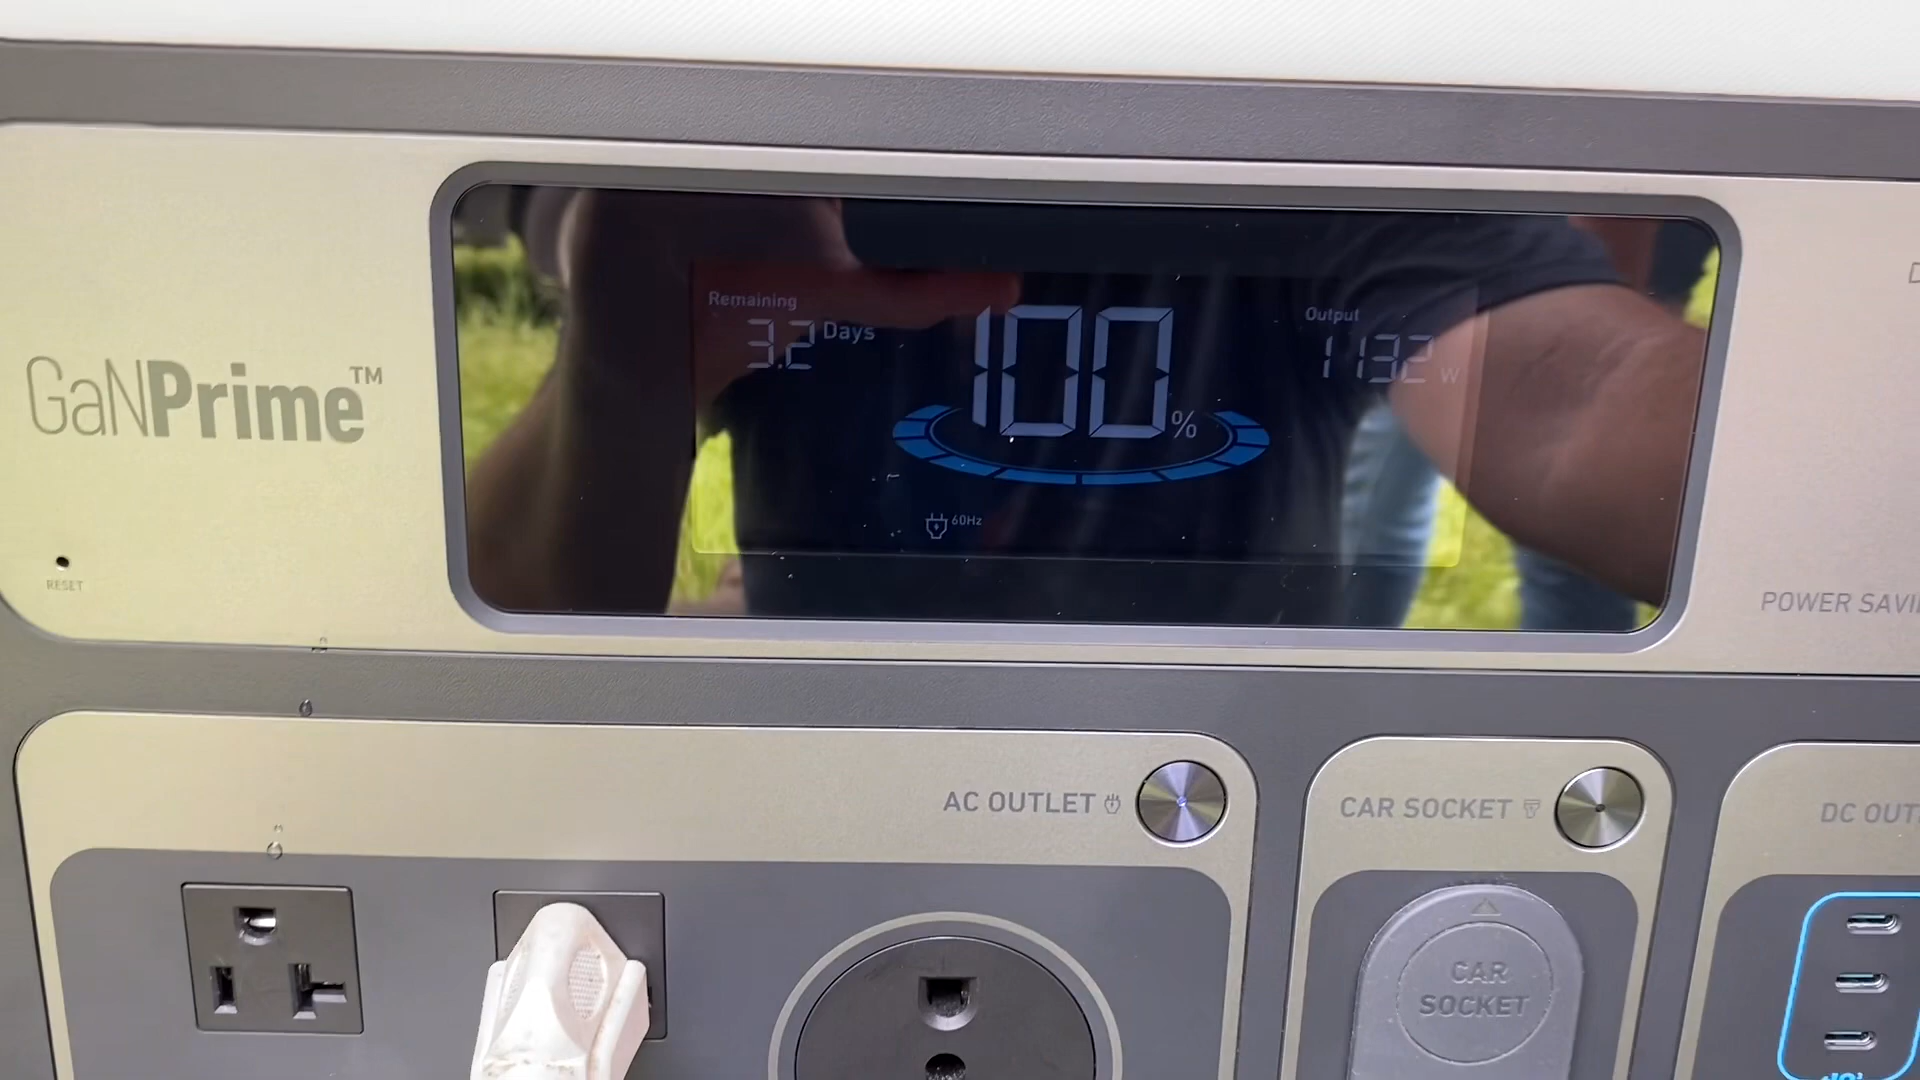 GaNPrime™
RESET
Remaining
3.2 Days
100%
Output
1132 W
60Hz
POWER SAVI
AC OUTLET
CAR SOCKET
DC OUT
CAR
SOCKET